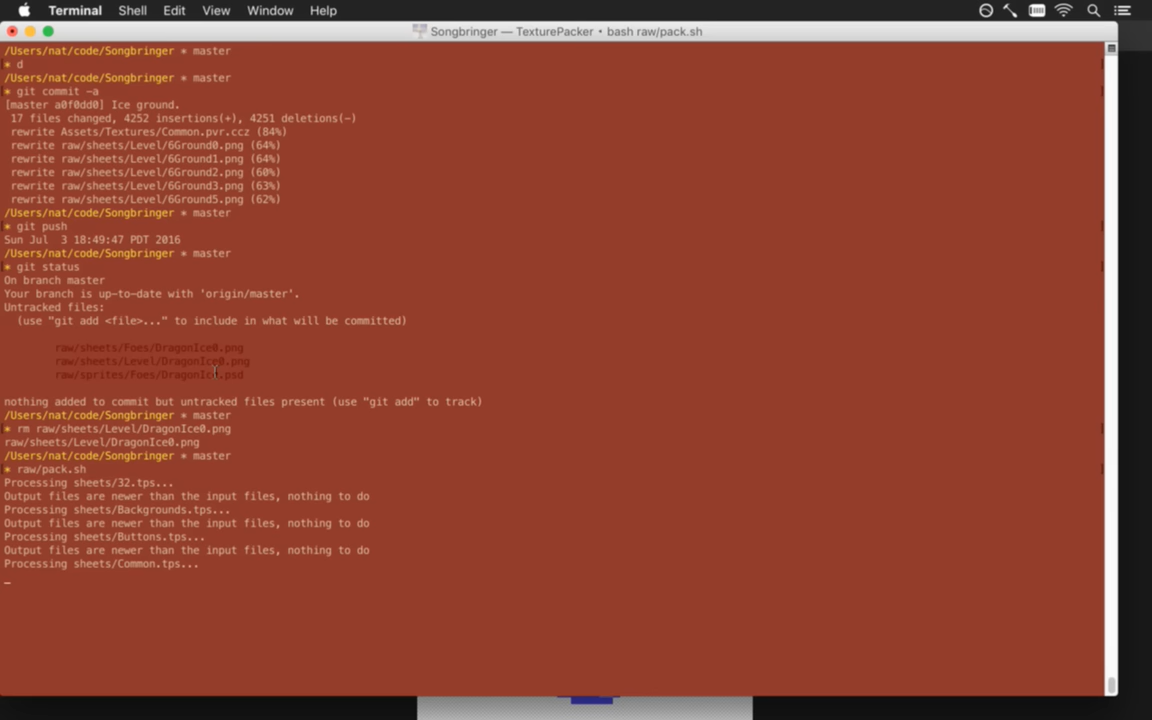 Terminal Shell Edit View Window Help
Songbringer — TexturePacker • bash raw/pack.sh
/Users/nat/code/Songbringer * master
* d
/Users/nat/code/Songbringer * master
* git commit -a
[master a0f0dd0] Ice ground.
17 files changed, 4252 insertions(+), 4251 deletions(-)
rewrite Assets/Textures/Common.pvr.ccz (84%)
rewrite raw/sheets/Level/6Ground0.png (64%)
rewrite raw/sheets/Level/6Ground1.png (64%)
rewrite raw/sheets/Level/6Ground2.png (60%)
rewrite raw/sheets/Level/6Ground3.png (63%)
rewrite raw/sheets/Level/6Ground5.png (62%)
/Users/nat/code/Songbringer * master
* git push
Sun Jul  3 18:49:47 PDT 2016
/Users/nat/code/Songbringer * master
* git status
On branch master
Your branch is up-to-date with 'origin/master'.
Untracked files:
(use "git add <file>..." to include in what will be committed)
raw/sheets/Foes/DragonIce0.png
raw/sheets/Level/DragonIce0.png
raw/sprites/Foes/DragonIce.psd
nothing added to commit but untracked files present (use "git add" to track)
/Users/nat/code/Songbringer * master
* rm raw/sheets/Level/DragonIce0.png
raw/sheets/Level/DragonIce0.png
/Users/nat/code/Songbringer * master
* raw/pack.sh
Processing sheets/32.tps...
Output files are newer than the input files, nothing to do
Processing sheets/Backgrounds.tps...
Output files are newer than the input files, nothing to do
Processing sheets/Buttons.tps...
Output files are newer than the input files, nothing to do
Processing sheets/Common.tps...